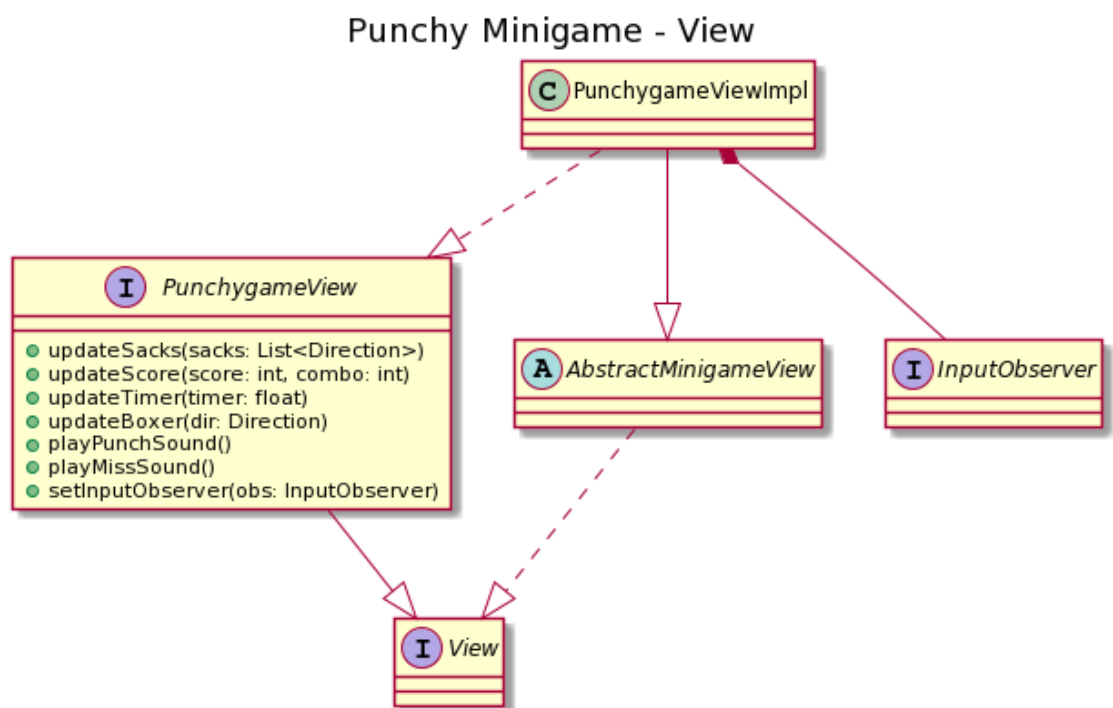 Punchy Minigame - View
C PunchygameViewImpl
I PunchygameView
updateSacks(sacks: List<Direction>)
updateScore(score: int, combo: int)
updateTimer(timer: float)
updateBoxer(dir: Direction)
playPunchSound()
playMissSound()
setInputObserver(obs: InputObserver)
A AbstractMinigameView
I InputObserver
I View